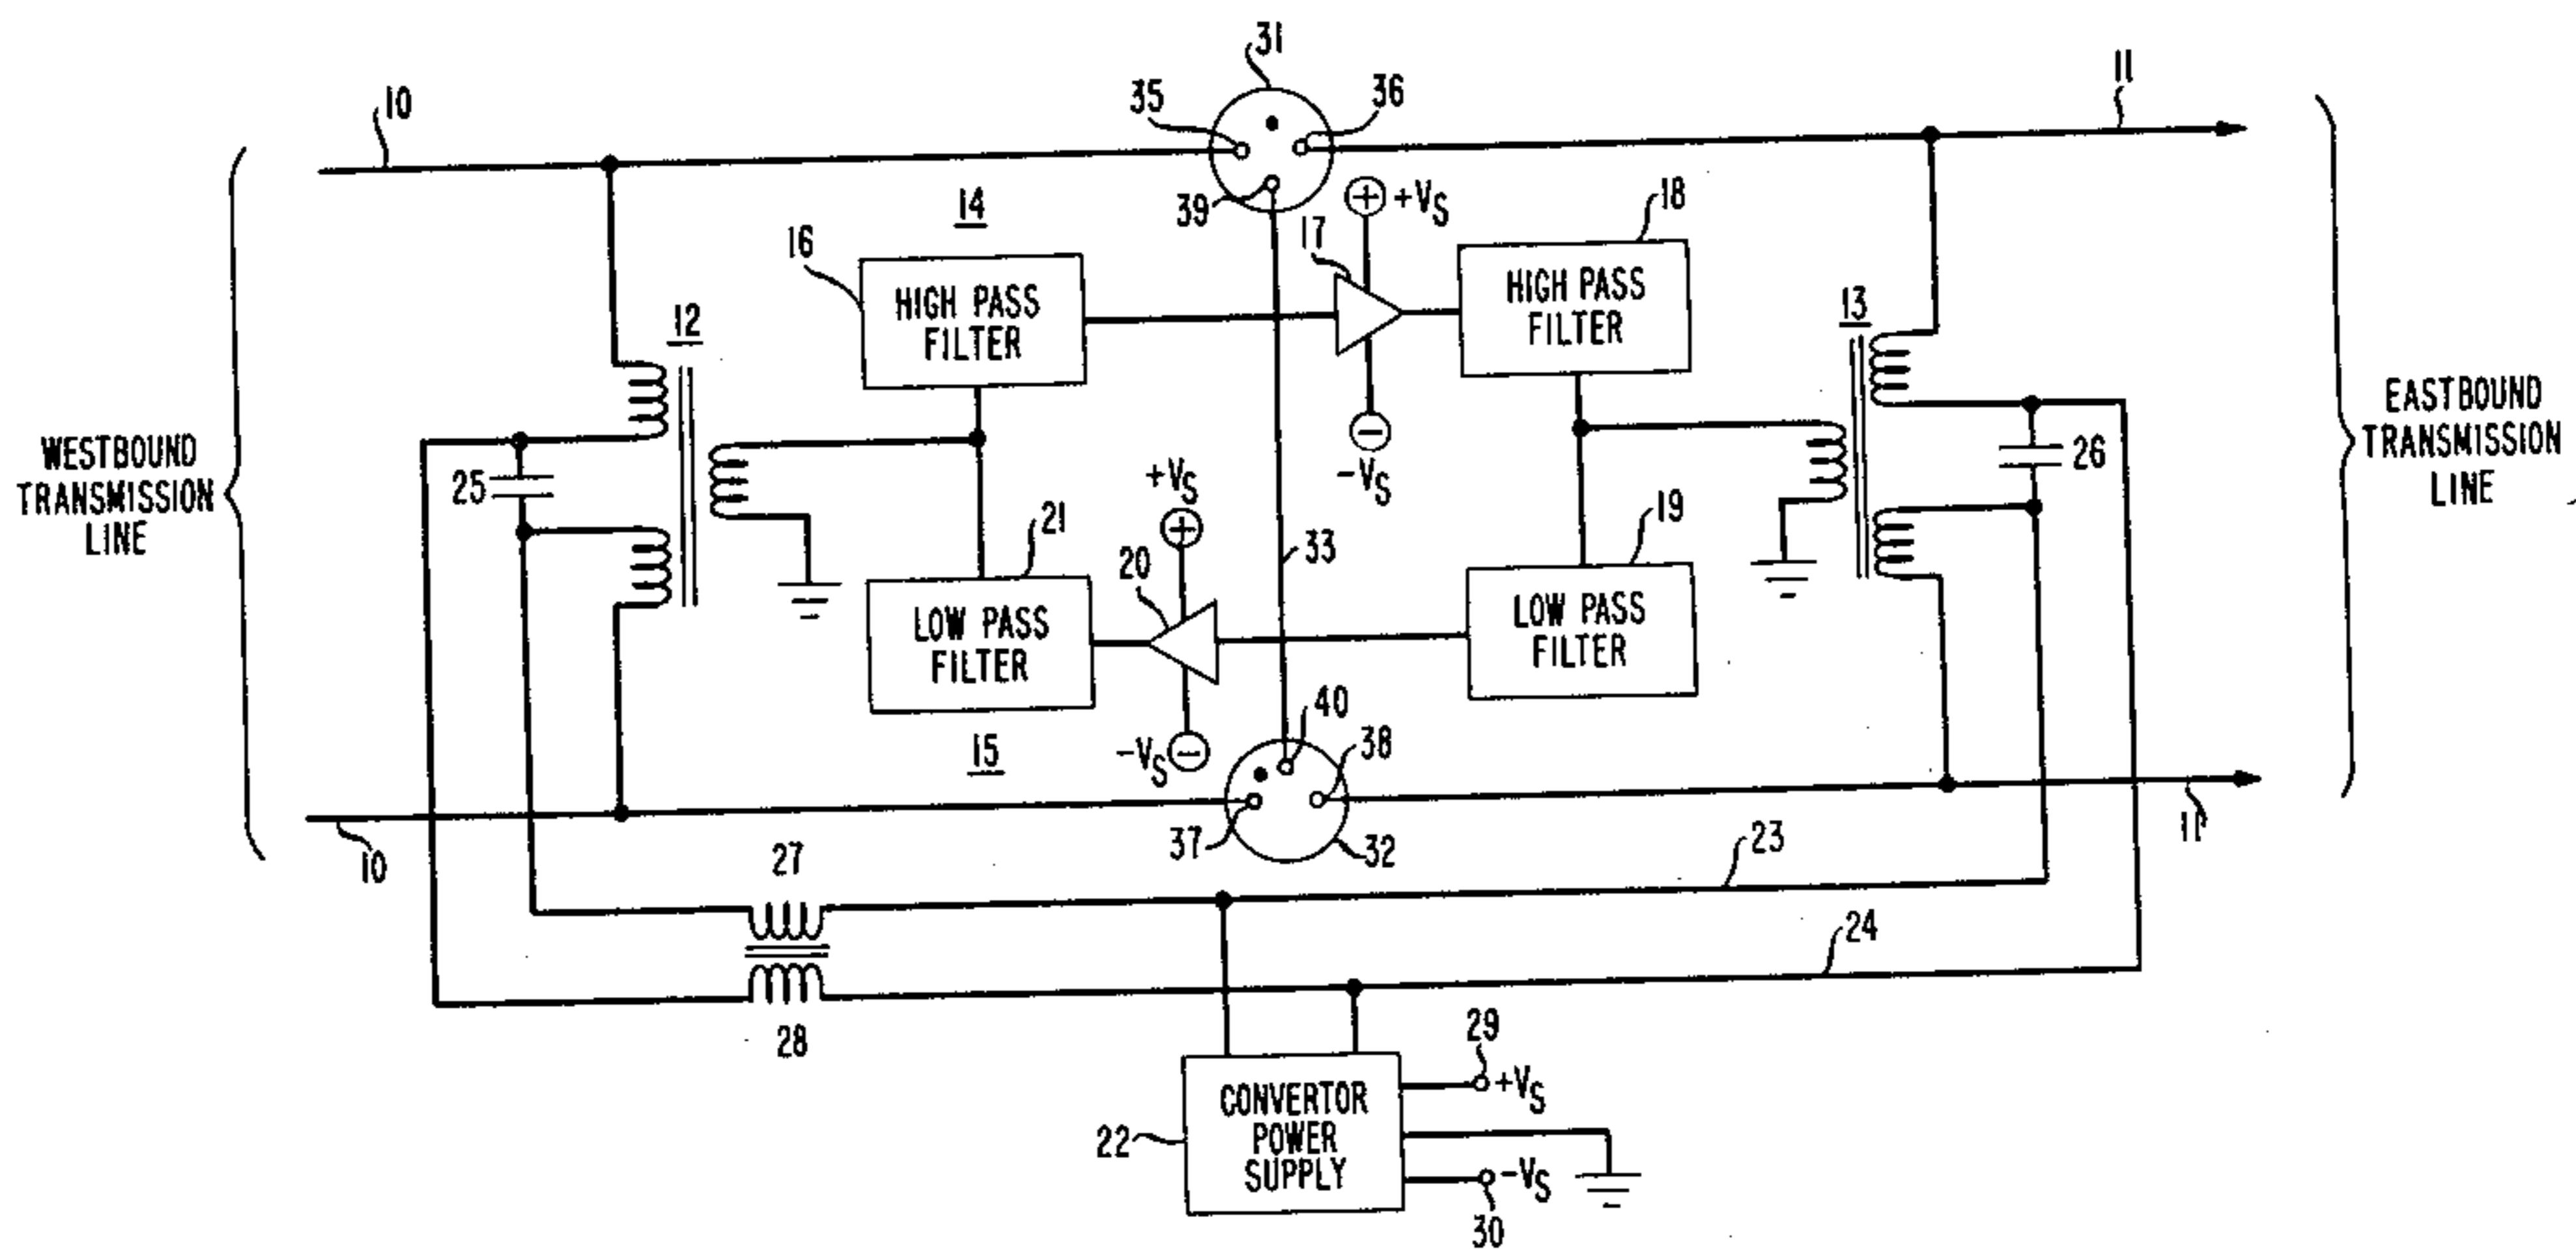 31
11
10
35
36
39
+VS
18
14
17
16
HIGH PASS
FILTER
HIGH PASS
FILTER
12
13
WESTBOUND
TRANSMISSION
LINE
EASTBOUND
TRANSMISSION
LINE
25
26
-VS
+VS
21
19
20
33
LOW PASS
FILTER
LOW PASS
FILTER
40
38
-VS
15
10
37
32
11
27
23
24
28
29
+VS
CONVERTOR
POWER
SUPPLY
22
-VS
30